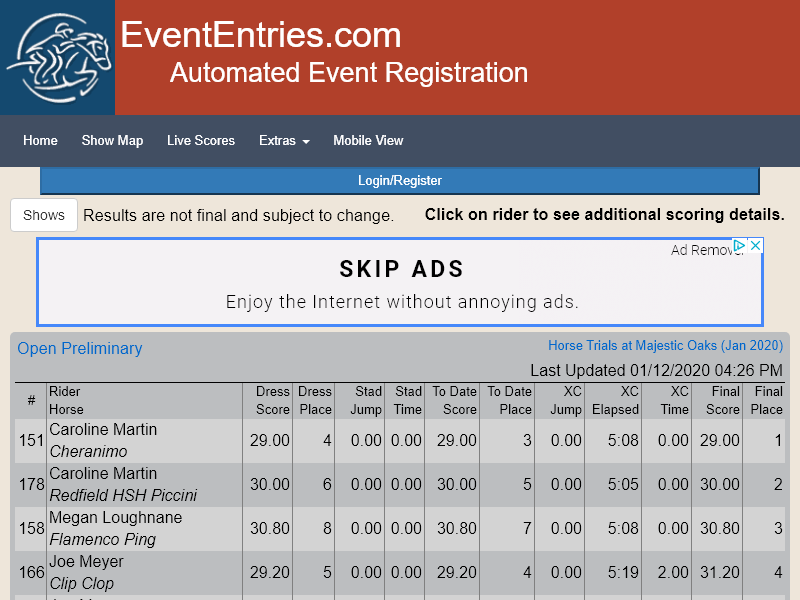 EventEntries.com
Automated Event Registration
Home Show Map Live Scores Extras Mobile View
Login/Register
Shows Results are not final and subject to change. Click on rider to see additional scoring details.
Ad Remover
SKIP ADS
Enjoy the Internet without annoying ads.
Open Preliminary Horse Trials at Majestic Oaks (Jan 2020)
Last Updated 01/12/2020 04:26 PM
# Rider Horse Dress Score Dress Place Stad Jump Stad Time To Date Score To Date Place XC Jump XC Elapsed XC Time Final Score Final Place
151 Caroline Martin Cheranimo 29.00 4 0.00 0.00 29.00 3 0.00 5:08 0.00 29.00 1
178 Caroline Martin Redfield HSH Piccini 30.00 6 0.00 0.00 30.00 5 0.00 5:05 0.00 30.00 2
158 Megan Loughnane Flamenco Ping 30.80 8 0.00 0.00 30.80 7 0.00 5:08 0.00 30.80 3
166 Joe Meyer Clip Clop 29.20 5 0.00 0.00 29.20 4 0.00 5:19 2.00 31.20 4